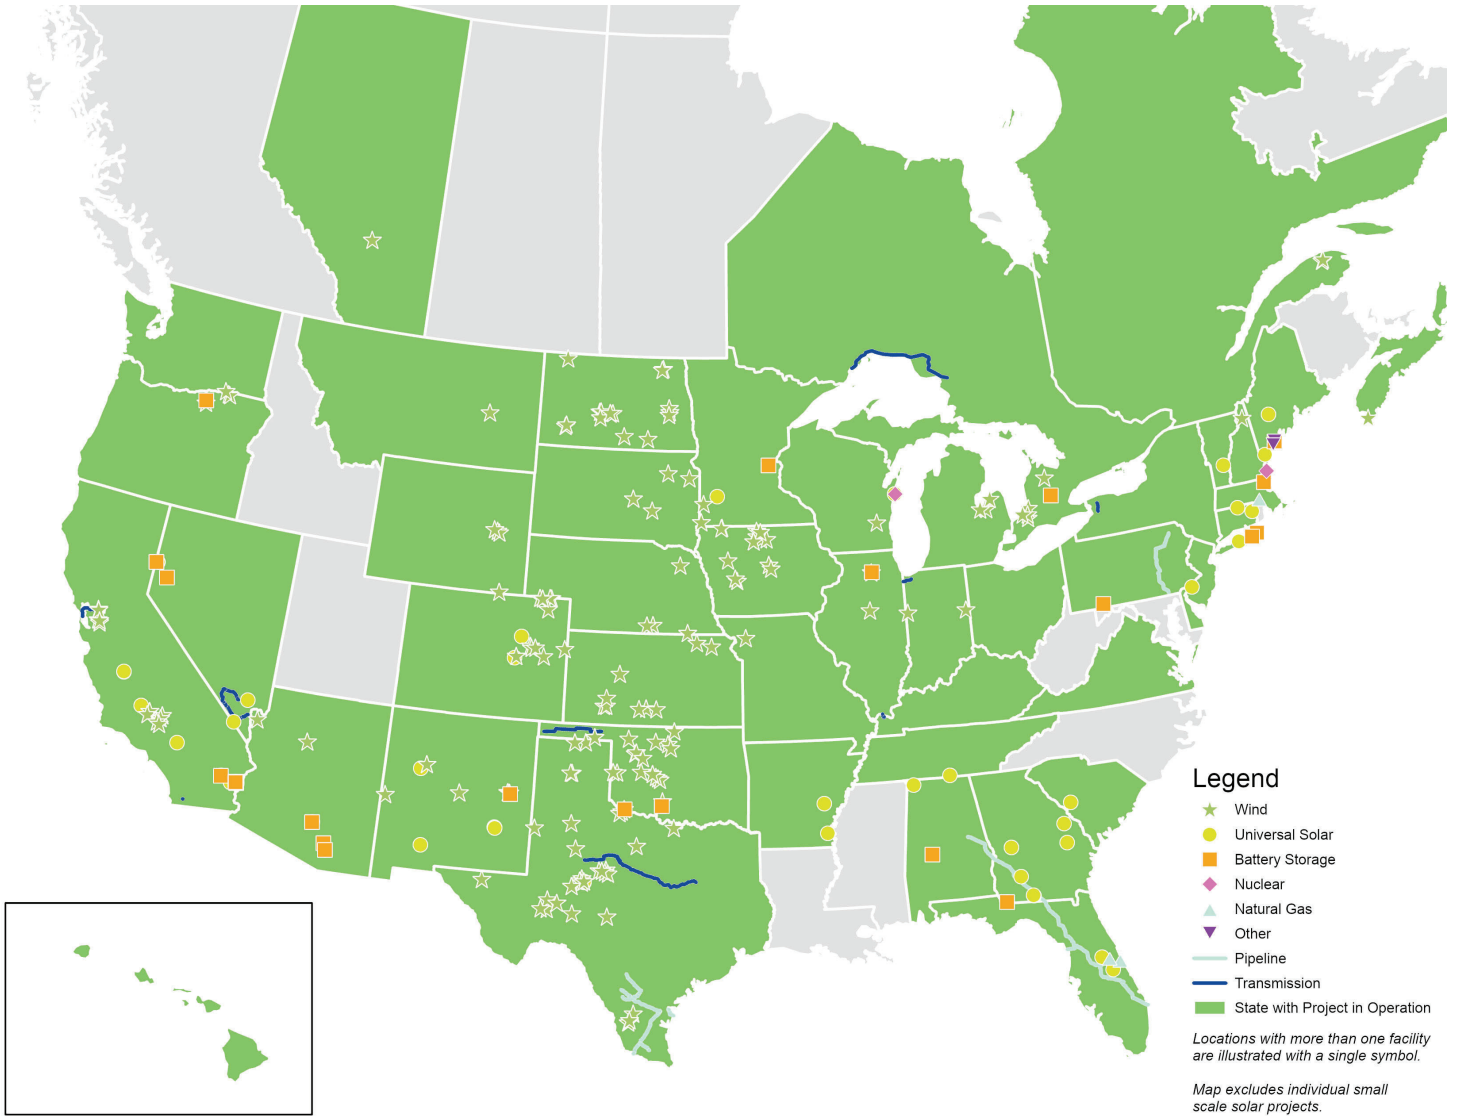 Legend
Wind
Universal Solar
Battery Storage
Nuclear
Natural Gas
Other
Pipeline
Transmission
State with Project in Operation
Locations with more than one facility
are illustrated with a single symbol.
Map excludes individual small
scale solar projects.